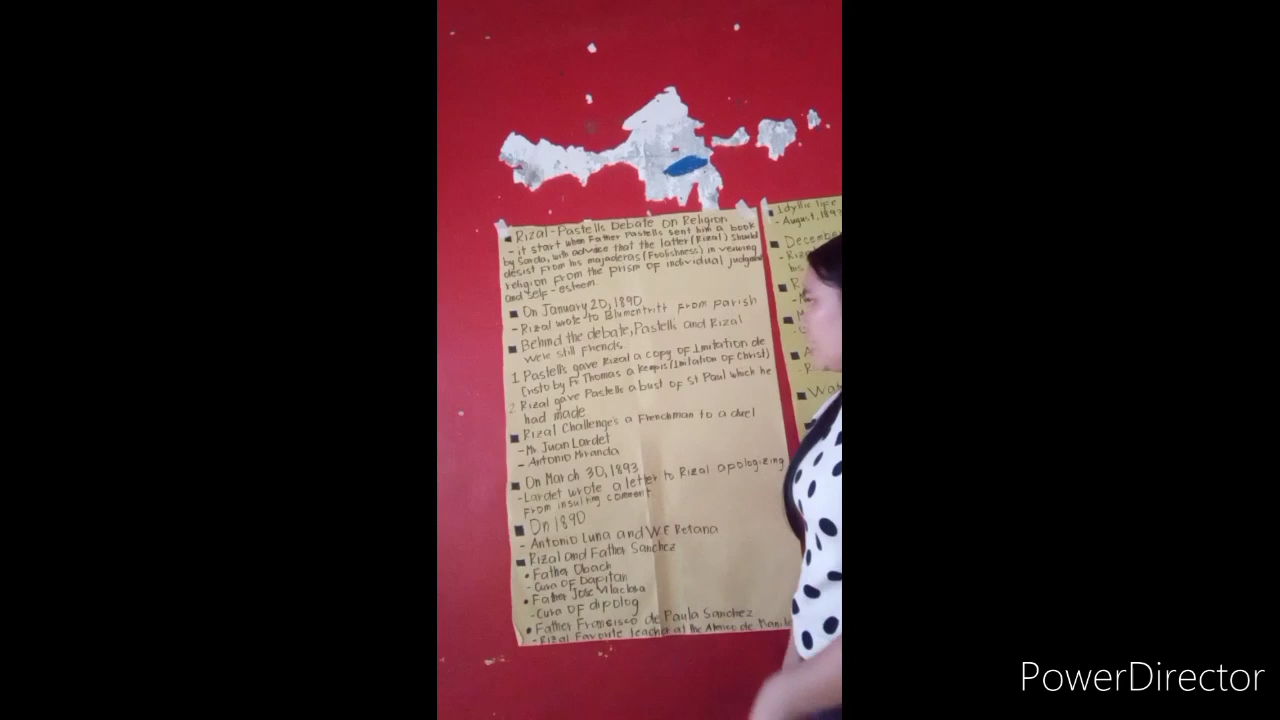 Rizal-Pastells Debate on Religion
- it start when Father Pastells sent him a book
by Sarda, with advice that the latter (Rizal) should
desist from his majaderas (Foolishness) in viewing
religion from the prism of individual judgment
and self-esteem.
On January 20, 1890
- Rizal wrote to Blumentritt from parish
Behind the debate, Pastells and Rizal
were still friends.
1 Pastells gave Rizal a copy of Imitation de
Cristo by Fr. Thomas a Kempis (Imitation of Christ)
2 Rizal gave Pastells a bust of St Paul which he
had made
Rizal Challenge's a Frenchman to a duel
- Mr. Juan Lardet
- Antonio Miranda
On March 30, 1893
- Lardet wrote a letter to Rizal apologizing
From insulting comment
On 1890
- Antonio Luna and W E Retana
Rizal and Father Sanchez
• Father Obach
- Cura OF Dapitan
• Father Jose Vilaclara
- Cura OF dipolog
• Father Francisco de Paula Sanchez
- Rizal Favorite teacher at the Ateneo de Manila
Idyllic life
- August, 1893
December
- Riza
his
PowerDirector